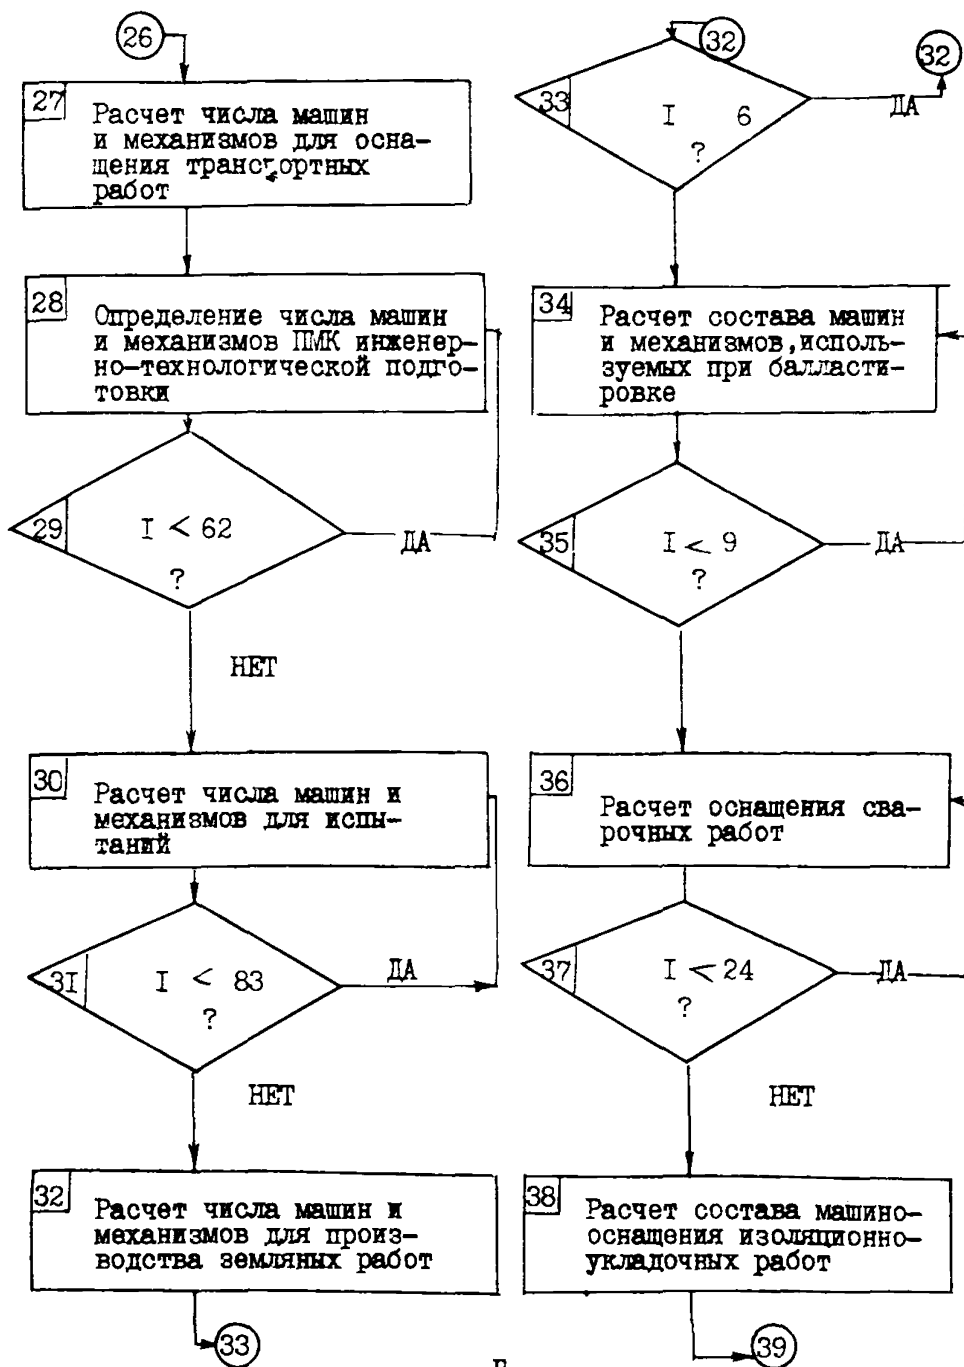 26
27
Расчет числа машин
и механизмов для осна-
щения транспортных
работ
28
Определение числа машин
и механизмов ПМК инженер-
но-технологической подго-
товки
29
I < 62
?
ДА
НЕТ
30
Расчет числа машин и
механизмов для испы-
таний
31
I < 83
?
ДА
НЕТ
32
Расчет числа машин и
механизмов для произ-
водства земляных работ
33
32
32
33
I 6
?
ДА
34
Расчет состава машин
и механизмов, исполь-
зуемых при балласти-
ровке
35
I < 9
?
ДА
36
Расчет оснащения сва-
рочных работ
37
I < 24
?
ДА
НЕТ
38
Расчет состава машино-
оснащения изоляционно-
укладочных работ
39